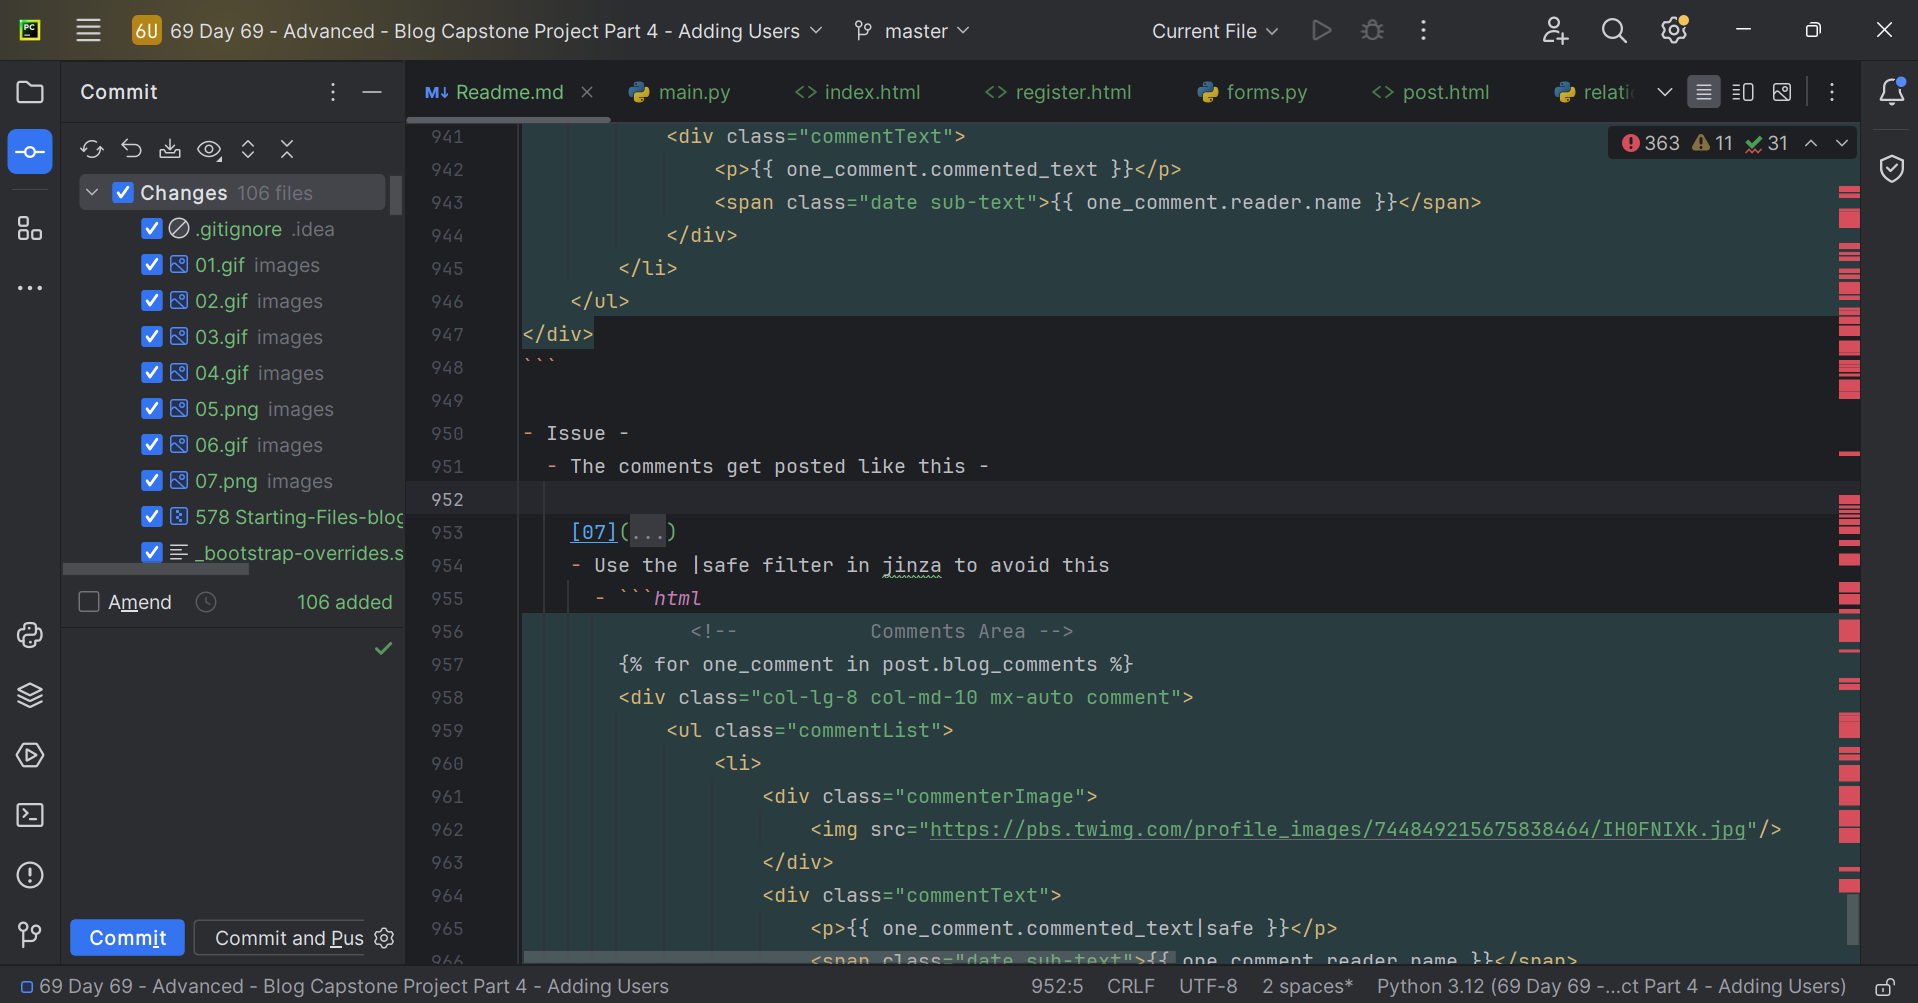 PC
6U 69 Day 69 - Advanced - Blog Capstone Project Part 4 - Adding Users master Current File
Commit
Readme.md main.py index.html register.html forms.py post.html relati
363 11 31
Changes 106 files
.gitignore .idea
01.gif images
02.gif images
03.gif images
04.gif images
05.png images
06.gif images
07.png images
578 Starting-Files-blog
_bootstrap-overrides.s
Amend 106 added
Commit Commit and Pus
941 <div class="commentText">
942 <p>{{ one_comment.commented_text }}</p>
943 <span class="date sub-text">{{ one_comment.reader.name }}</span>
944 </div>
945 </li>
946 </ul>
947 </div>
948 ```
949
950 - Issue -
951 - The comments get posted like this -
952
953 [07](...)
954 - Use the |safe filter in jinza to avoid this
955 - ```html
956 <!-- Comments Area -->
957 {% for one_comment in post.blog_comments %}
958 <div class="col-lg-8 col-md-10 mx-auto comment">
959 <ul class="commentList">
960 <li>
961 <div class="commenterImage">
962 <img src="https://pbs.twimg.com/profile_images/744849215675838464/IH0FNIXk.jpg"/>
963 </div>
964 <div class="commentText">
965 <p>{{ one_comment.commented_text|safe }}</p>
966 <span class="date sub-text">{{ one_comment.reader.name }}</span>
69 Day 69 - Advanced - Blog Capstone Project Part 4 - Adding Users 952:5 CRLF UTF-8 2 spaces* Python 3.12 (69 Day 69 -...ct Part 4 - Adding Users)